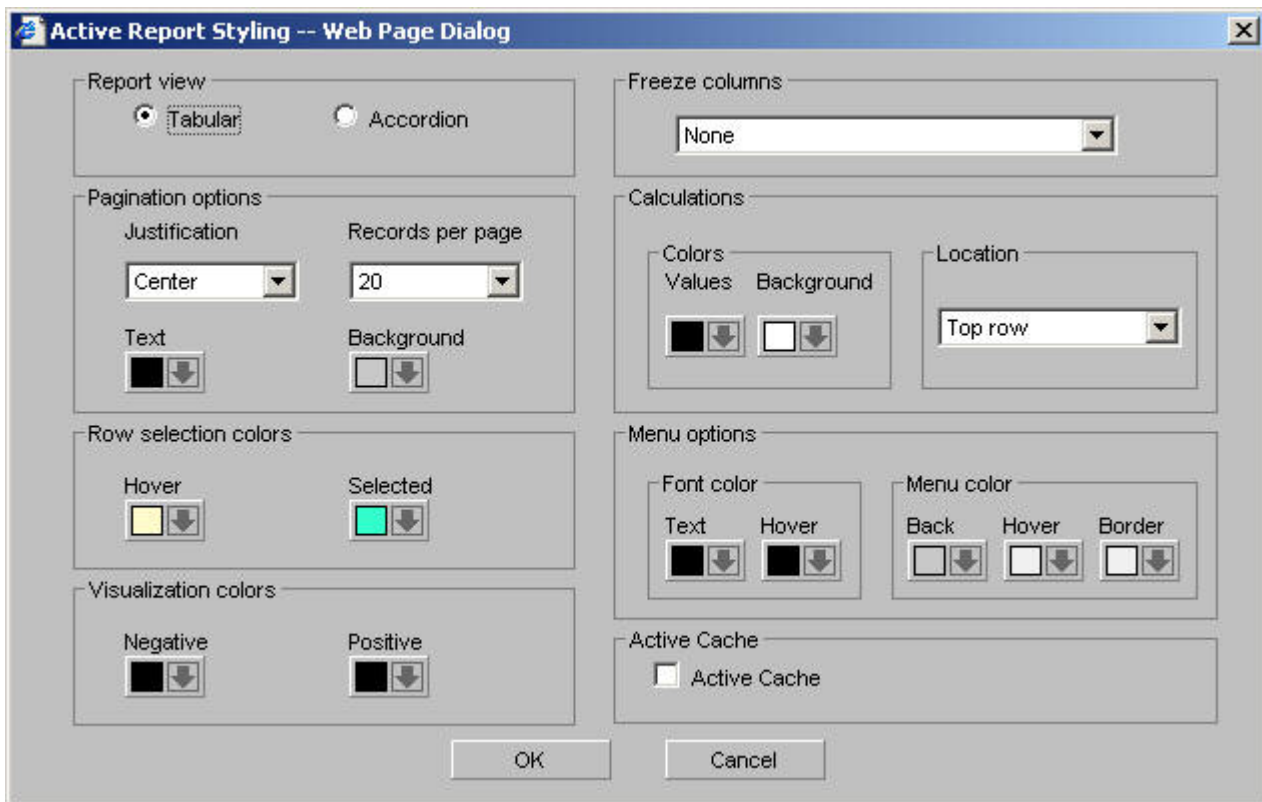 Active Report Styling -- Web Page Dialog
Report view
Tabular Accordion
Freeze columns
None
Pagination options
Justification Records per page
Center 20
Text Background
Calculations
Colors
Values Background
Location
Top row
Row selection colors
Hover Selected
Menu options
Font color
Text Hover
Menu color
Back Hover Border
Visualization colors
Negative Positive
Active Cache
Active Cache
OK Cancel